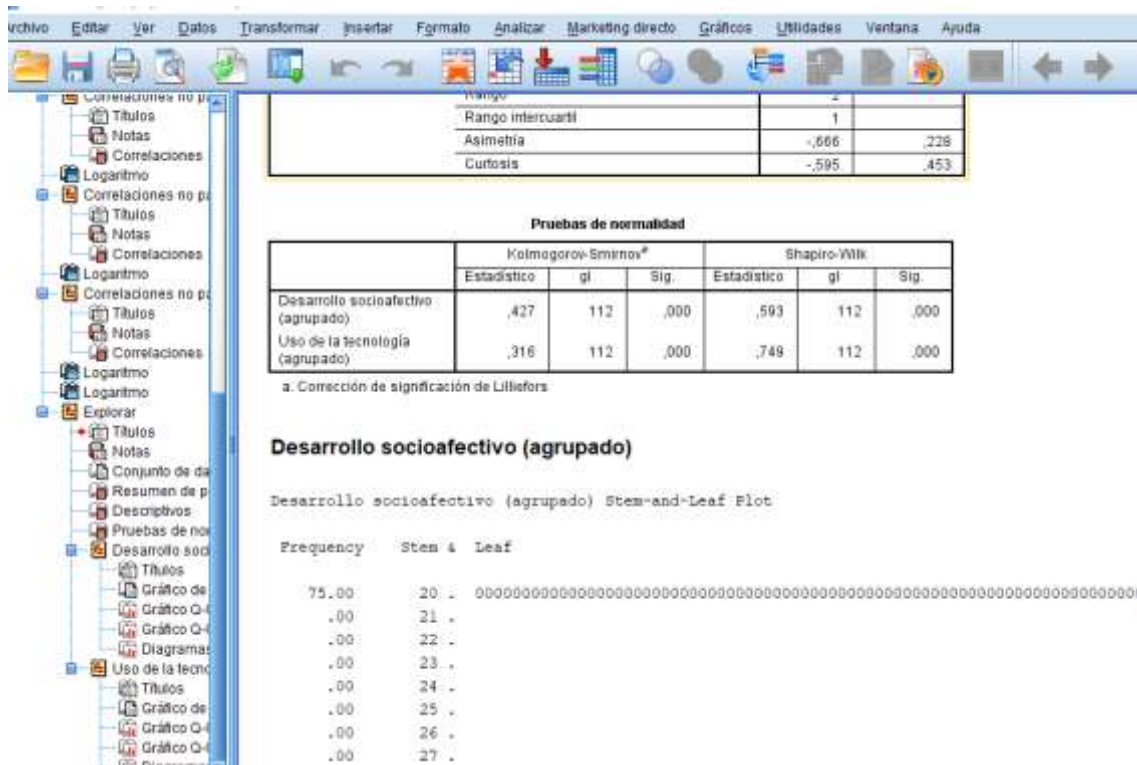 rchivo Editar Ver Datos Transformar Insertar Formato Analizar Marketing directo Gráficos Utilidades Ventana Ayuda
Correlaciones no pa
Títulos
Notas
Correlaciones
Logaritmo
Correlaciones no pa
Títulos
Notas
Correlaciones
Logaritmo
Correlaciones no pa
Títulos
Notas
Correlaciones
Logaritmo
Logaritmo
Explorar
Títulos
Notas
Conjunto de da
Resumen de p
Descriptivos
Pruebas de nor
Desarrollo soci
Títulos
Gráfico de
Gráfico Q-
Gráfico Q-
Diagramas
Uso de la tecno
Títulos
Gráfico de
Gráfico Q-
Gráfico Q-
Rango 2
Rango intercuartil 1
Asimetría -,666 ,228
Curtosis -,595 ,453
Pruebas de normalidad
Kolmogorov-Smirnov^a Shapiro-Wilk
Estadístico gl Sig. Estadístico gl Sig.
Desarrollo socioafectivo (agrupado) ,427 112 ,000 ,593 112 ,000
Uso de la tecnología (agrupado) ,316 112 ,000 ,749 112 ,000
a. Corrección de significación de Lilliefors
Desarrollo socioafectivo (agrupado)
Desarrollo socioafectivo (agrupado) Stem-and-Leaf Plot
Frequency Stem & Leaf
75.00 20 . 000000000000000000000000000000000000000000000000000000000000000000000000000
.00 21 .
.00 22 .
.00 23 .
.00 24 .
.00 25 .
.00 26 .
.00 27 .